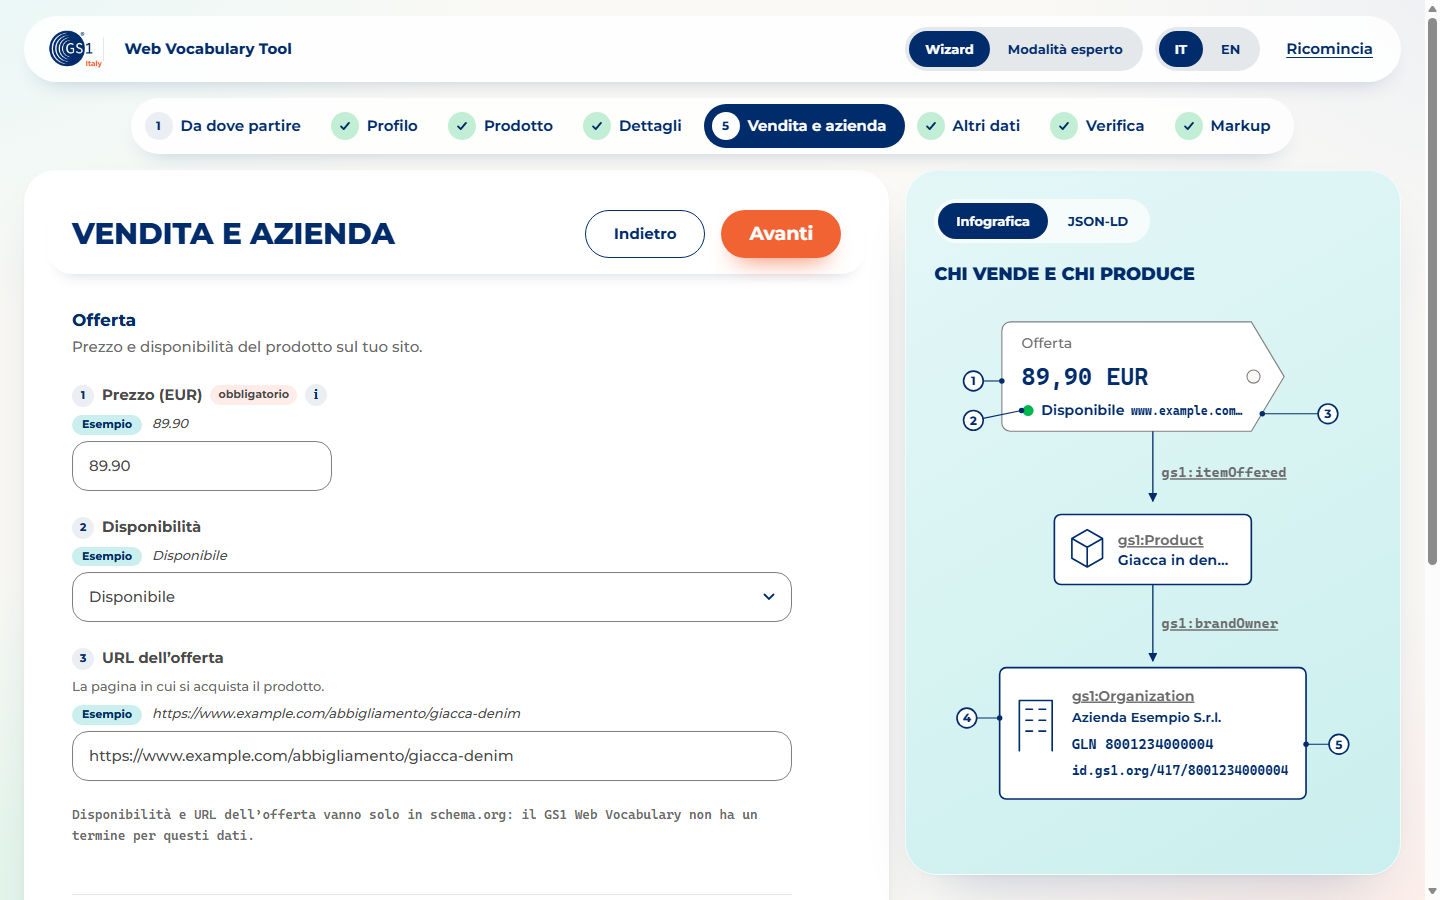 GS1 Italy
Web Vocabulary Tool
Wizard
Modalità esperto
IT
EN
Ricomincia
1 Da dove partire
Profilo
Prodotto
Dettagli
5 Vendita e azienda
Altri dati
Verifica
Markup
VENDITA E AZIENDA
Indietro
Avanti
Offerta
Prezzo e disponibilità del prodotto sul tuo sito.
1 Prezzo (EUR) obbligatorio i
Esempio 89.90
89.90
2 Disponibilità
Esempio Disponibile
Disponibile
3 URL dell’offerta
La pagina in cui si acquista il prodotto.
Esempio https://www.example.com/abbigliamento/giacca-denim
https://www.example.com/abbigliamento/giacca-denim
Disponibilità e URL dell’offerta vanno solo in schema.org: il GS1 Web Vocabulary non ha un
termine per questi dati.
Infografica
JSON-LD
CHI VENDE E CHI PRODUCE
Offerta
1 89,90 EUR
2 Disponibile www.example.com… 3
gs1:itemOffered
gs1:Product
Giacca in den…
gs1:brandOwner
gs1:Organization
4 Azienda Esempio S.r.l.
GLN 8001234000004 5
id.gs1.org/417/8001234000004